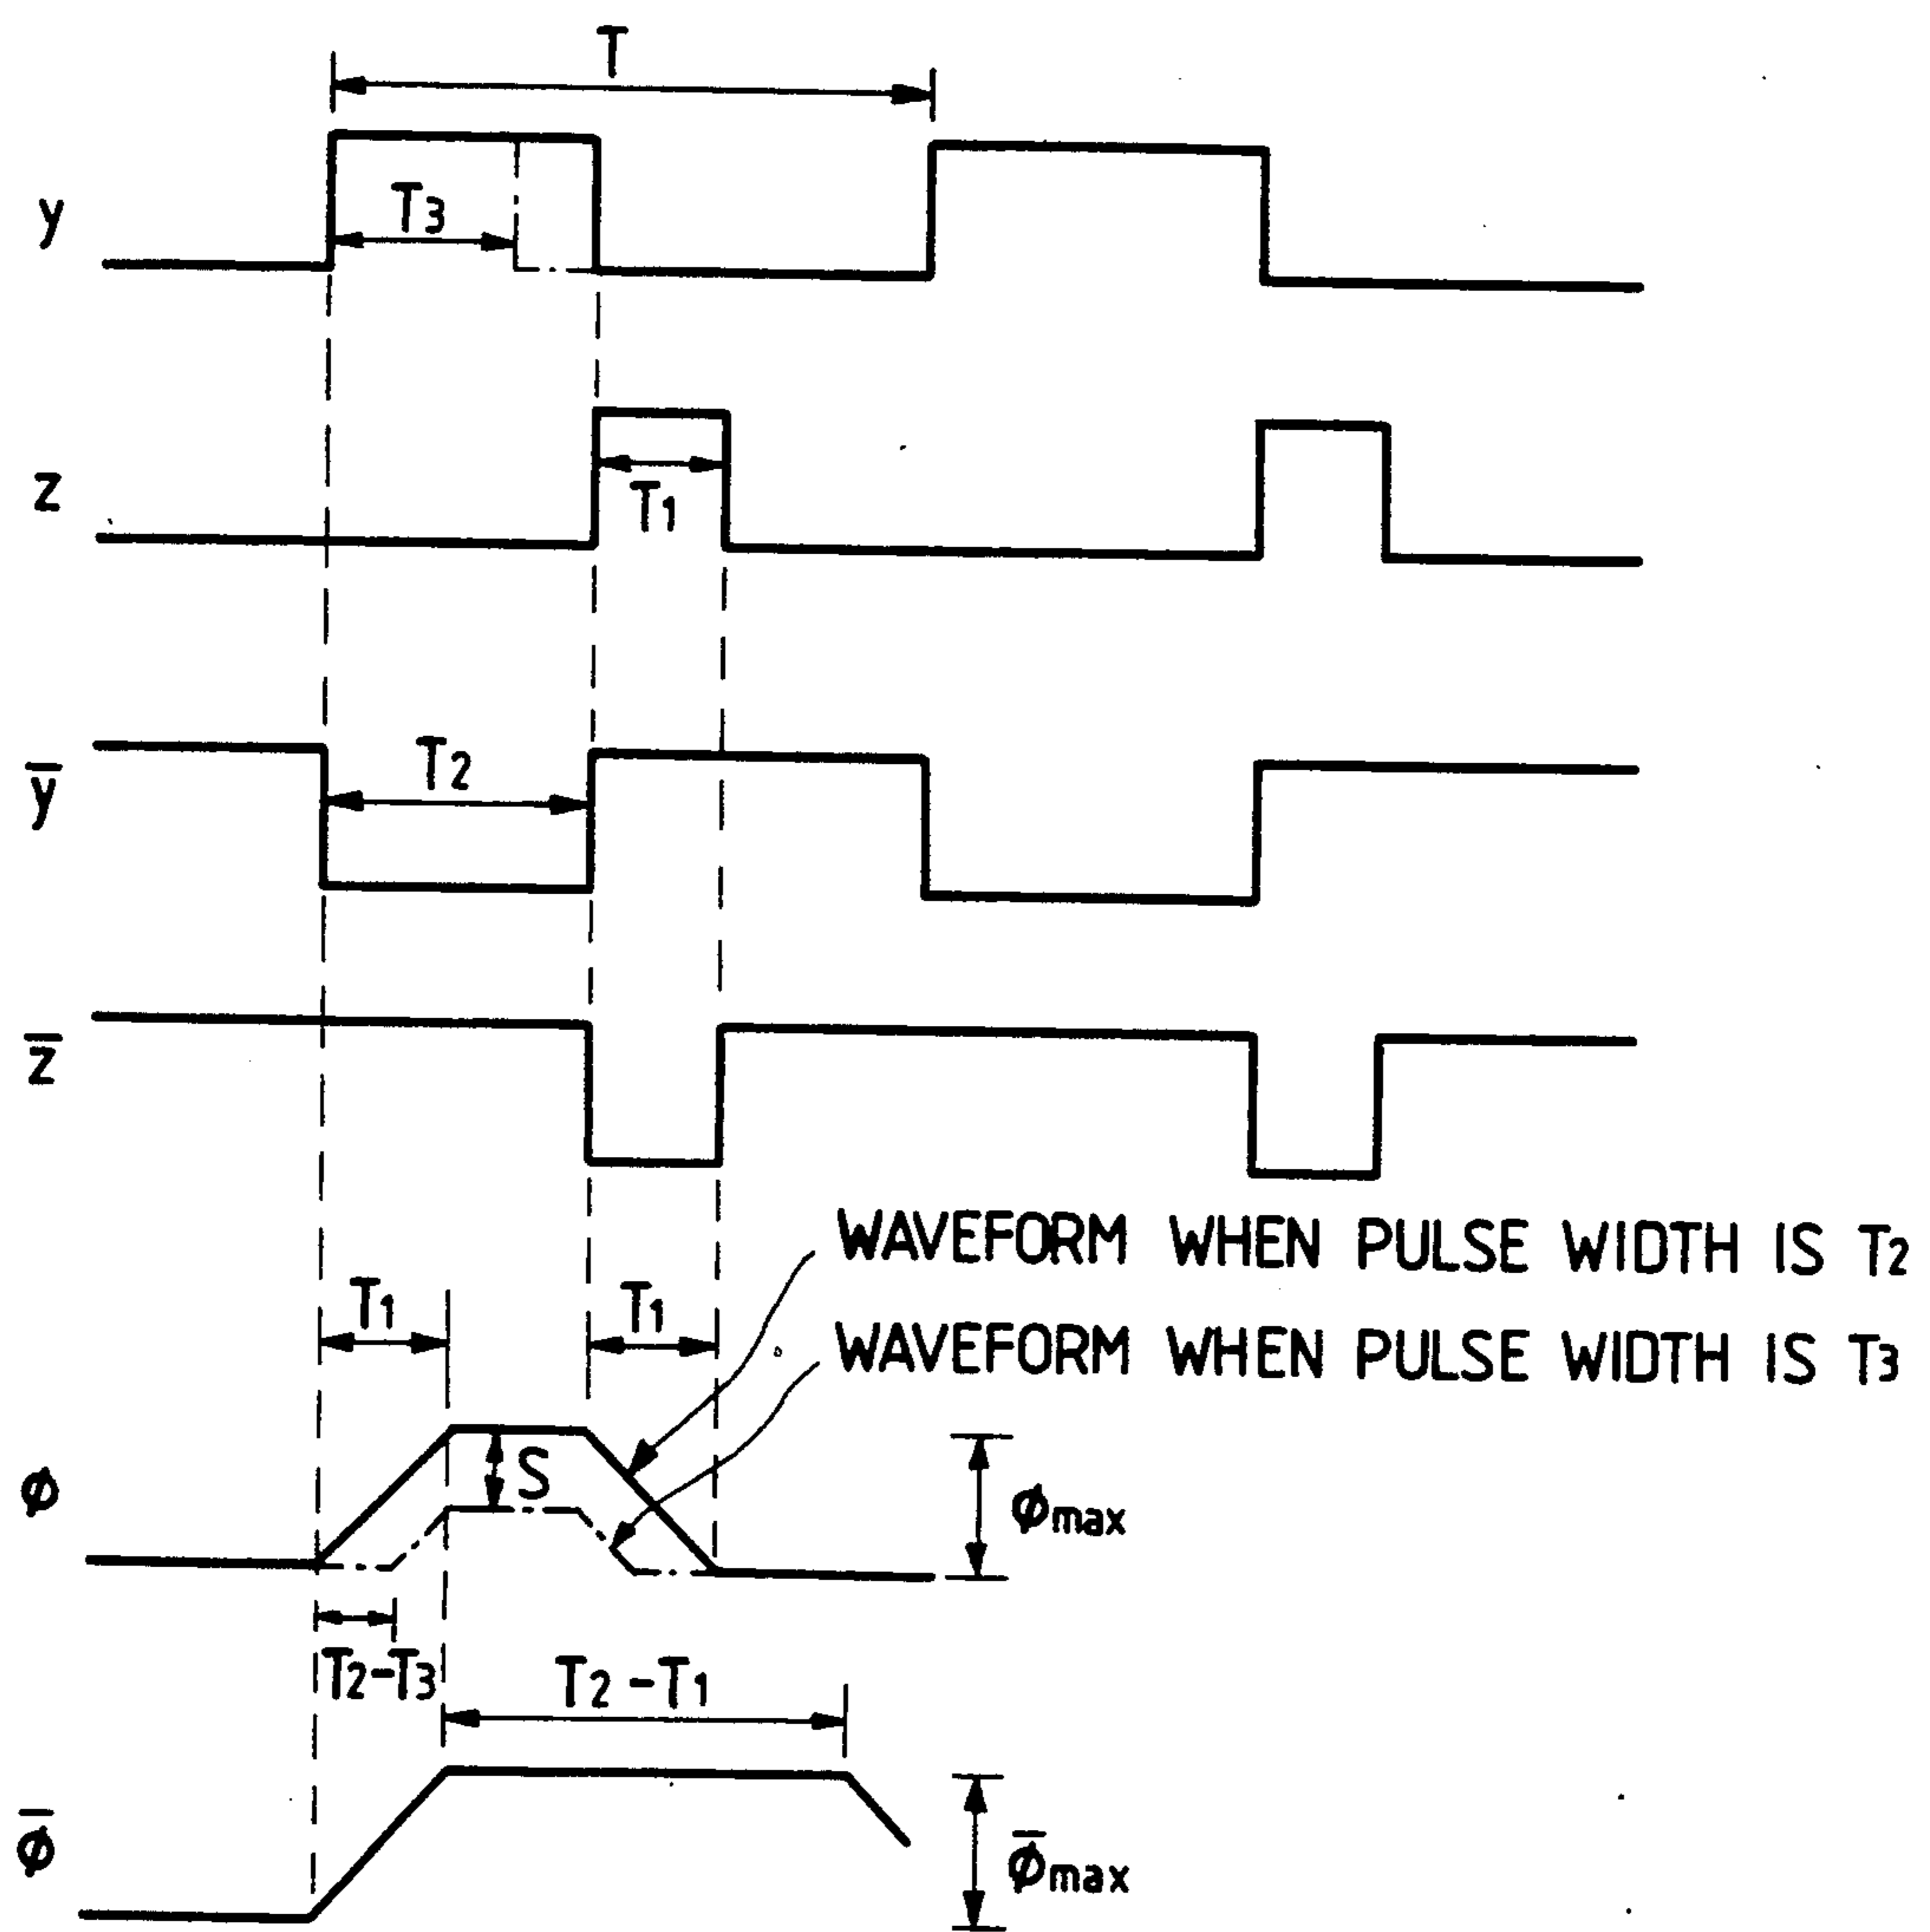 T
y
T3
z
T1
y̅
T2
z̅
WAVEFORM WHEN PULSE WIDTH IS T2
T1
T1
WAVEFORM WHEN PULSE WIDTH IS T3
S
φ
φmax
T2-T3
T2-T1
φ̅
φ̅max